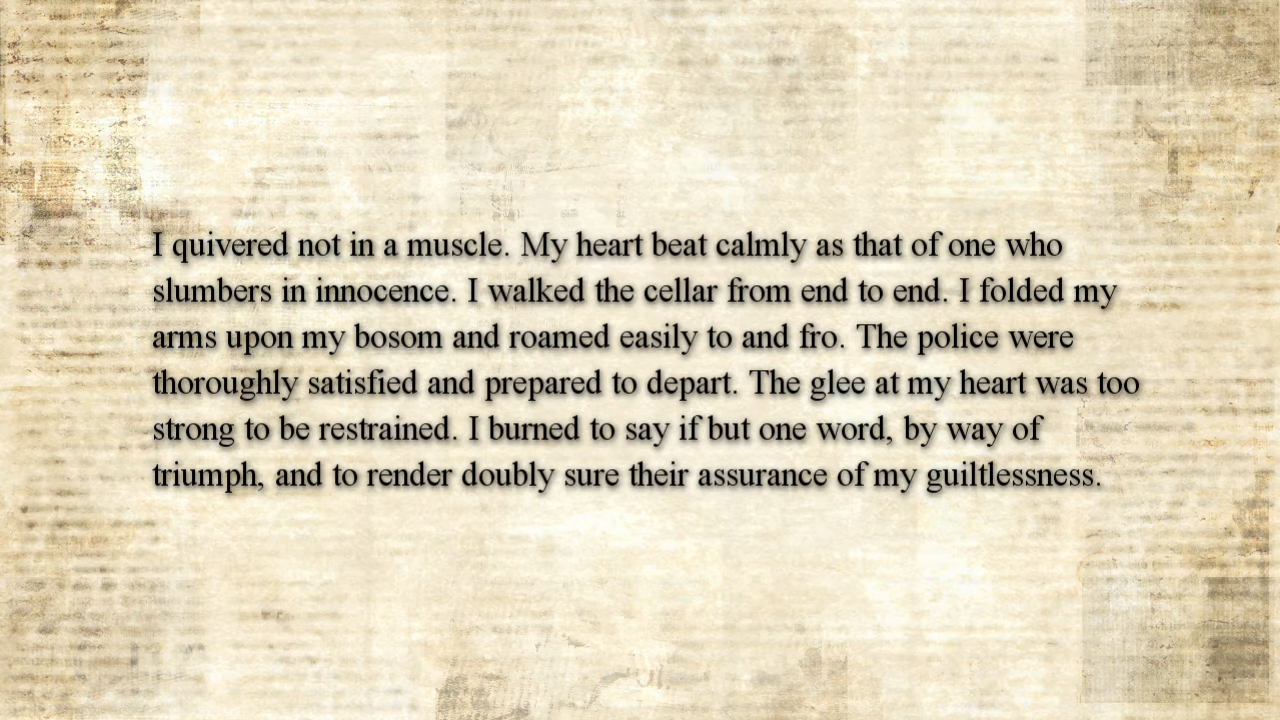 I quivered not in a muscle. My heart beat calmly as that of one who
slumbers in innocence. I walked the cellar from end to end. I folded my
arms upon my bosom and roamed easily to and fro. The police were
thoroughly satisfied and prepared to depart. The glee at my heart was too
strong to be restrained. I burned to say if but one word, by way of
triumph, and to render doubly sure their assurance of my guiltlessness.